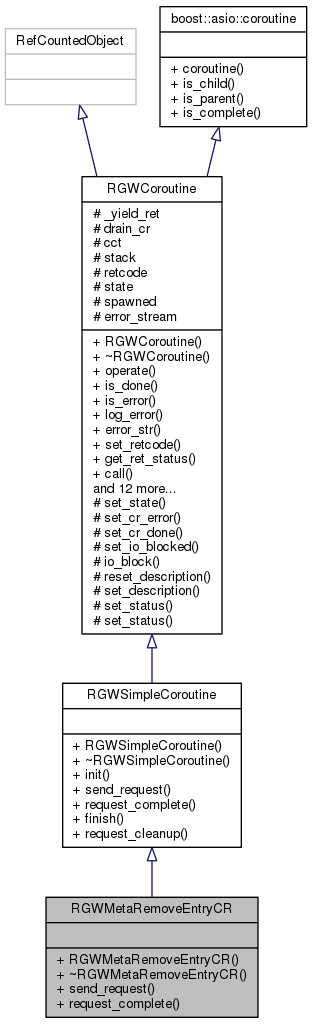 RefCountedObject
boost::asio::coroutine
+ coroutine()
+ is_child()
+ is_parent()
+ is_complete()
RGWCoroutine
# _yield_ret
# drain_cr
# cct
# stack
# retcode
# state
# spawned
# error_stream
+ RGWCoroutine()
+ ~RGWCoroutine()
+ operate()
+ is_done()
+ is_error()
+ log_error()
+ error_str()
+ set_retcode()
+ get_ret_status()
+ call()
and 12 more...
# set_state()
# set_cr_error()
# set_cr_done()
# set_io_blocked()
# io_block()
# reset_description()
# set_description()
# set_status()
# set_status()
RGWSimpleCoroutine
+ RGWSimpleCoroutine()
+ ~RGWSimpleCoroutine()
+ init()
+ send_request()
+ request_complete()
+ finish()
+ request_cleanup()
RGWMetaRemoveEntryCR
+ RGWMetaRemoveEntryCR()
+ ~RGWMetaRemoveEntryCR()
+ send_request()
+ request_complete()